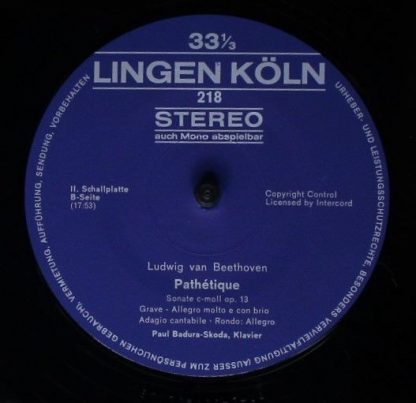 33⅓
LINGEN KÖLN
218
STEREO
auch Mono abspielbar
II. Schallplatte
B-Seite
(17:53)
Copyright Control
Licensed by Intercord
Ludwig van Beethoven
Pathétique
Sonate c-moll op. 13
Grave - Allegro molto e con brio
Adagio cantabile - Rondo: Allegro
Paul Badura-Skoda, Klavier
URHEBER- UND LEISTUNGSSCHUTZRECHTE, BESONDERS VERVIELFÄLTIGUNG (AUSSER ZUM PERSÖNLICHEN GEBRAUCH), VERMIETUNG, AUFFÜHRUNG, SENDUNG, VORBEHALTEN